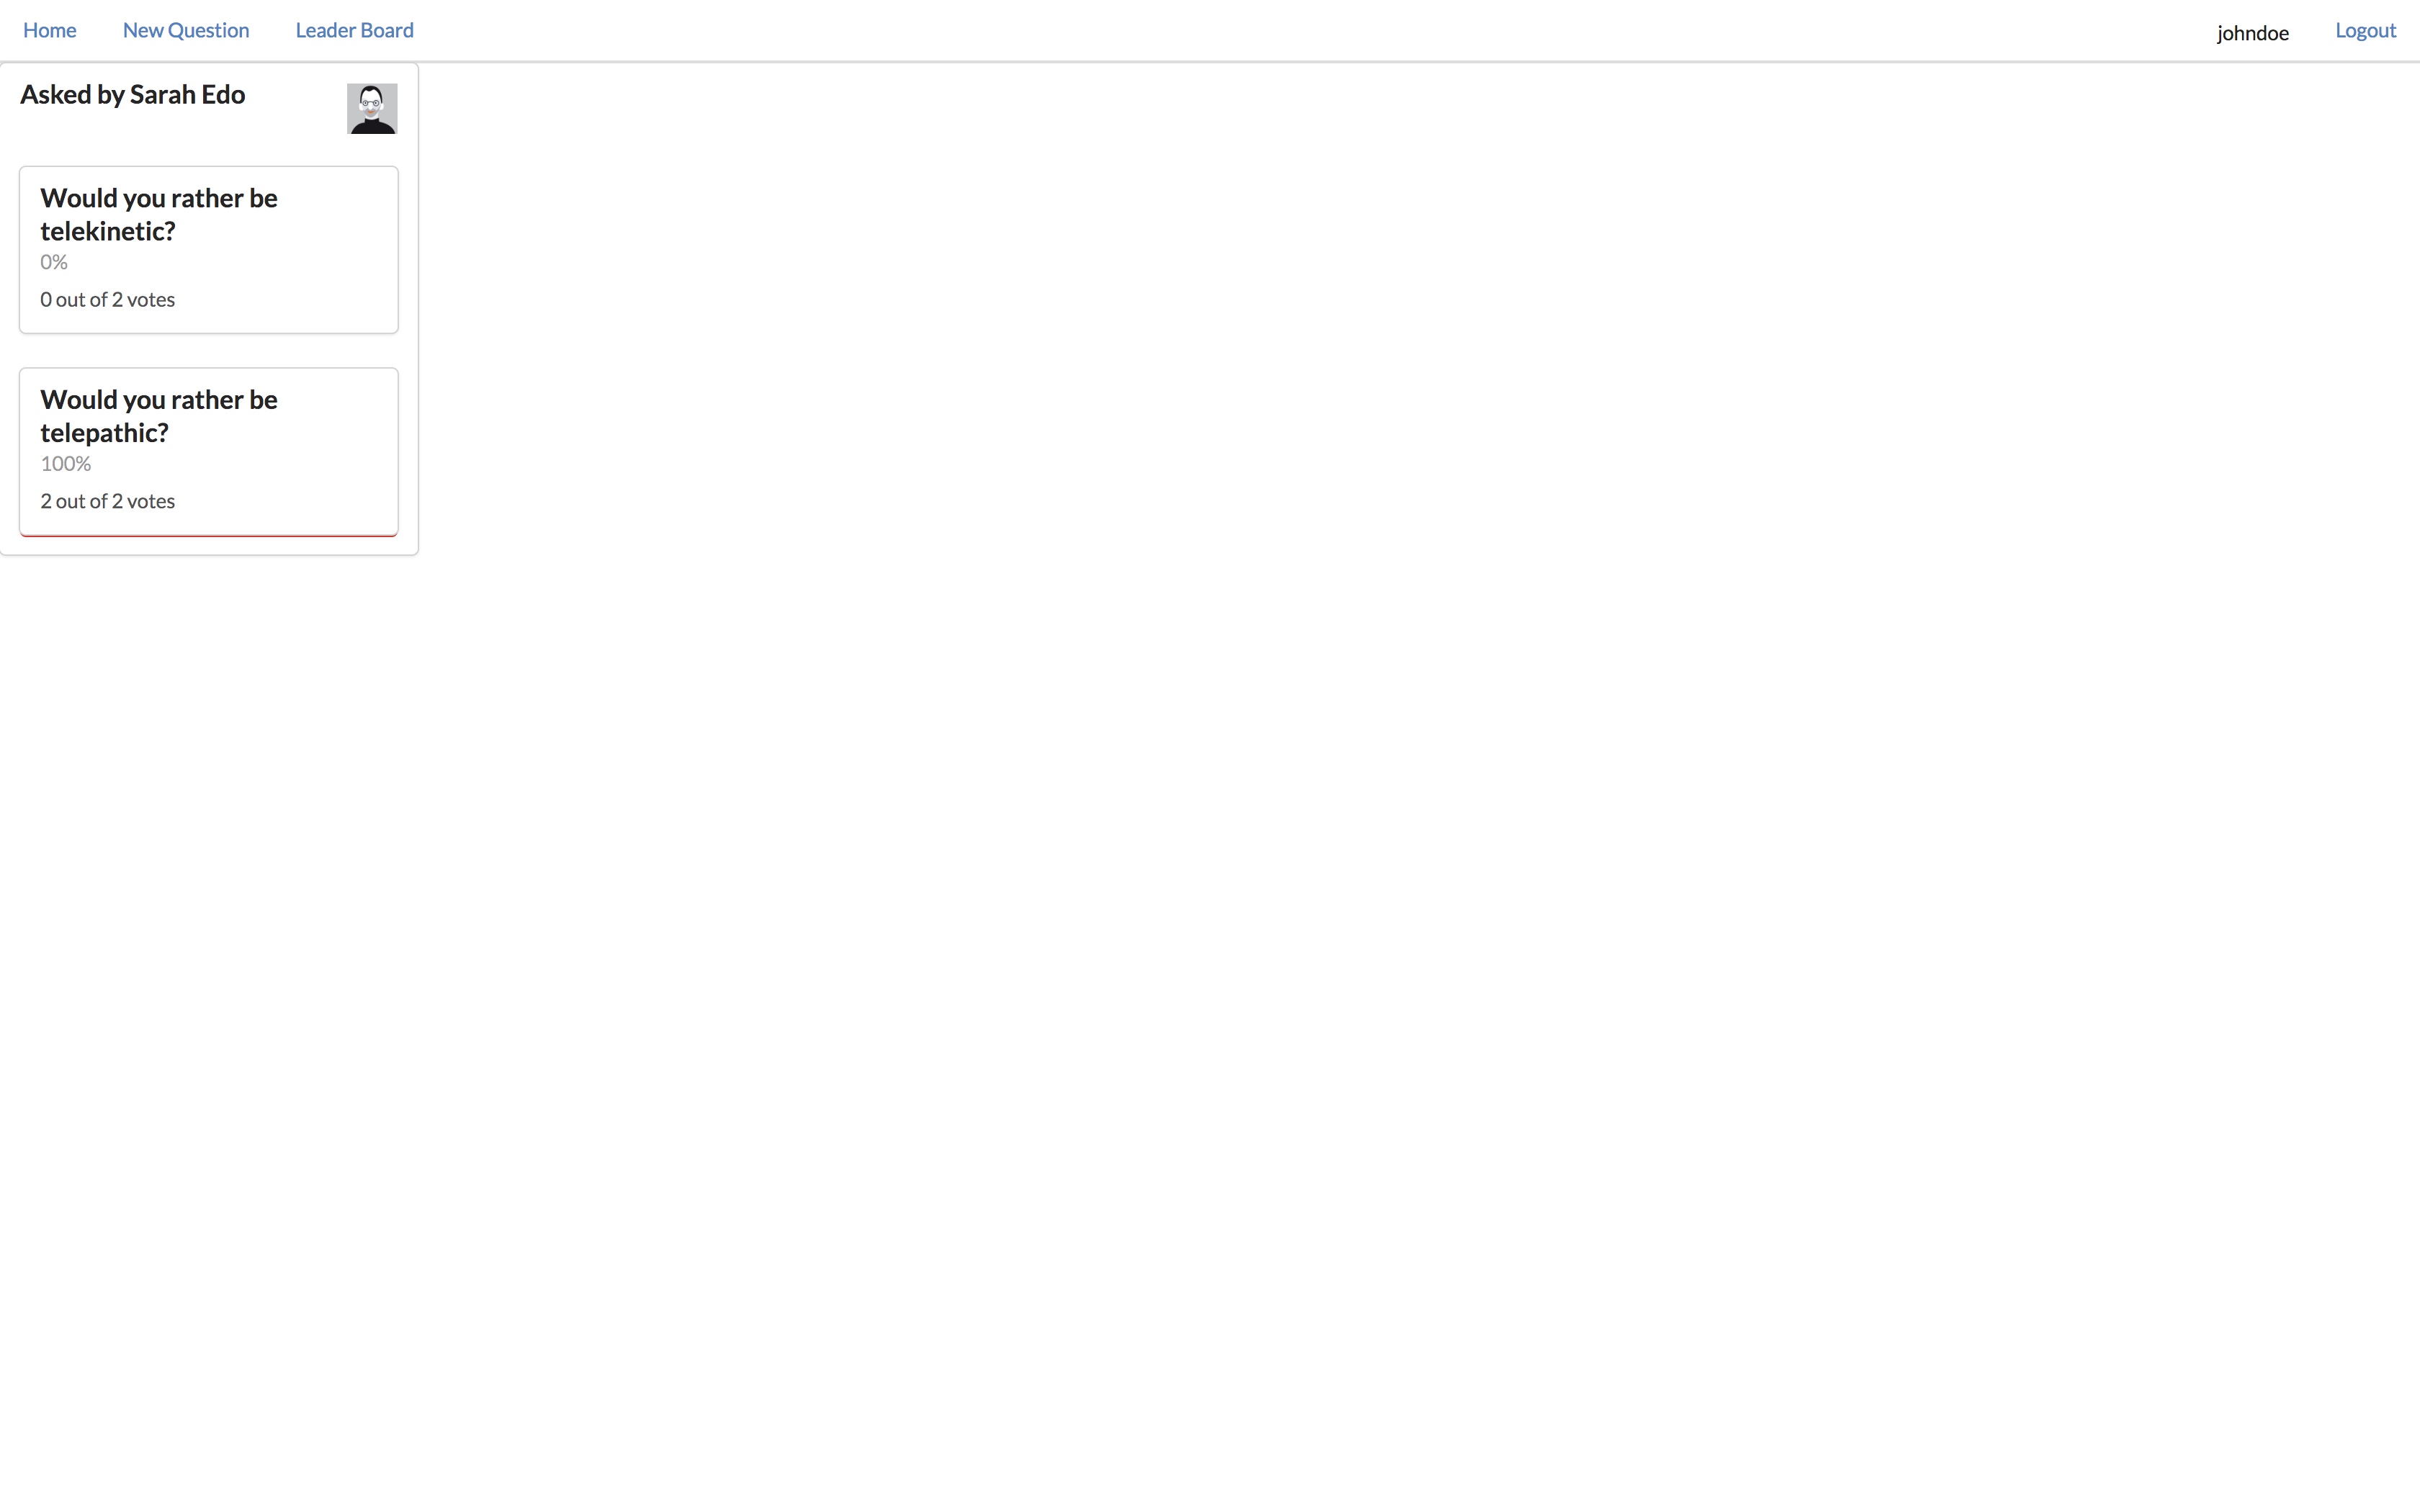 Home New Question Leader Board johndoe Logout
Asked by Sarah Edo
Would you rather be
telekinetic?
0%
0 out of 2 votes
Would you rather be
telepathic?
100%
2 out of 2 votes